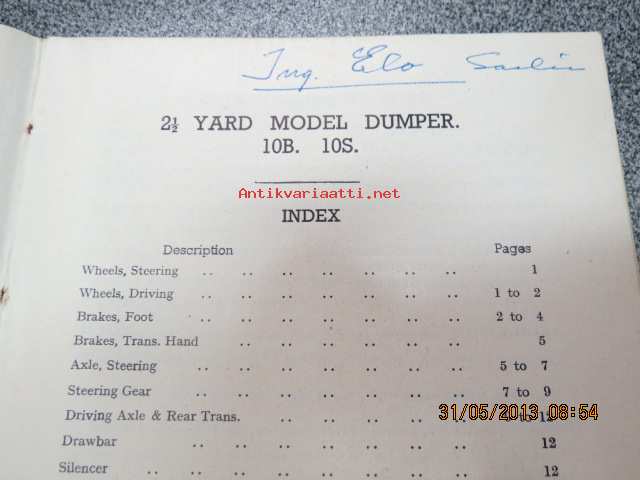 Ing. Elo
2½ YARD MODEL DUMPER.
10B. 10S.
Antikvariaatti.net
INDEX
Description Pages
Wheels, Steering .. .. .. .. .. .. .. 1
Wheels, Driving .. .. .. .. .. .. .. 1 to 2
Brakes, Foot .. .. .. .. .. .. .. 2 to 4
Brakes, Trans. Hand .. .. .. .. .. .. 5
Axle, Steering .. .. .. .. .. .. .. 5 to 7
Steering Gear .. .. .. .. .. .. .. 7 to 9
Driving Axle & Rear Trans. .. .. .. .. .. to 12
31/05/2013 08:54
Drawbar .. .. .. .. .. .. .. 12
Silencer .. .. .. .. .. .. .. .. 12